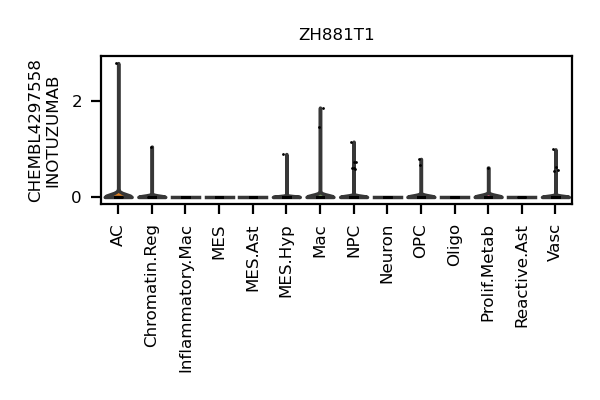 ZH881T1
CHEMBL4297558
INOTUZUMAB
2
0
AC
Chromatin.Reg
Inflammatory.Mac
MES
MES.Ast
MES.Hyp
Mac
NPC
Neuron
OPC
Oligo
Prolif.Metab
Reactive.Ast
Vasc